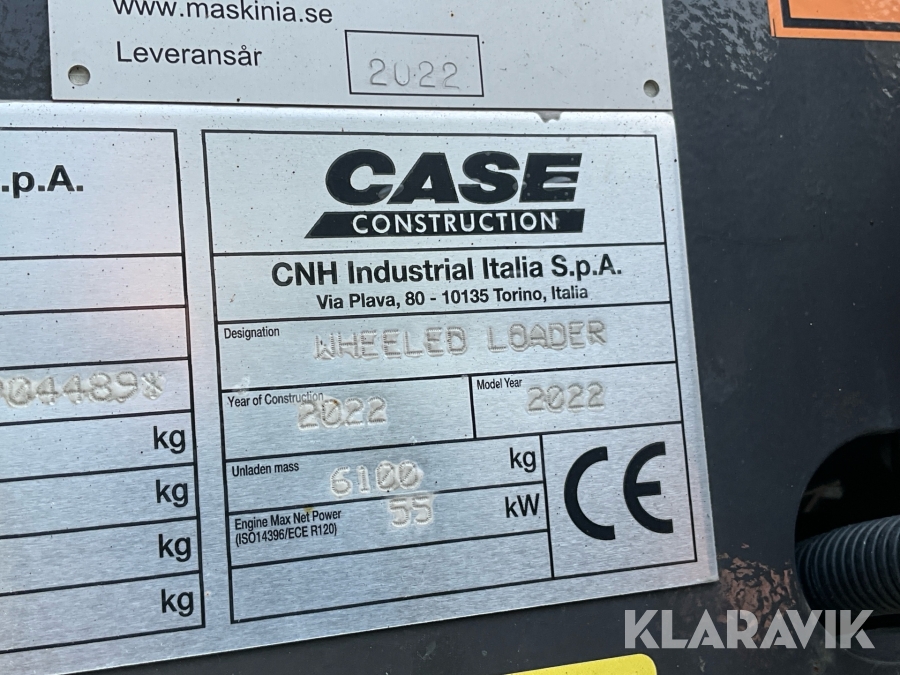 www.maskinia.se
Leveransår 2022
.p.A.
CASE
CONSTRUCTION
CNH Industrial Italia S.p.A.
Via Plava, 80 - 10135 Torino, Italia
Designation WHEELED LOADER
Year of Construction 2022
Model Year 2022
044898
kg
kg
kg
kg
Unladen mass 6100 kg
Engine Max Net Power 55 kW
(ISO14396/ECE R120)
CE
KLARAVIK